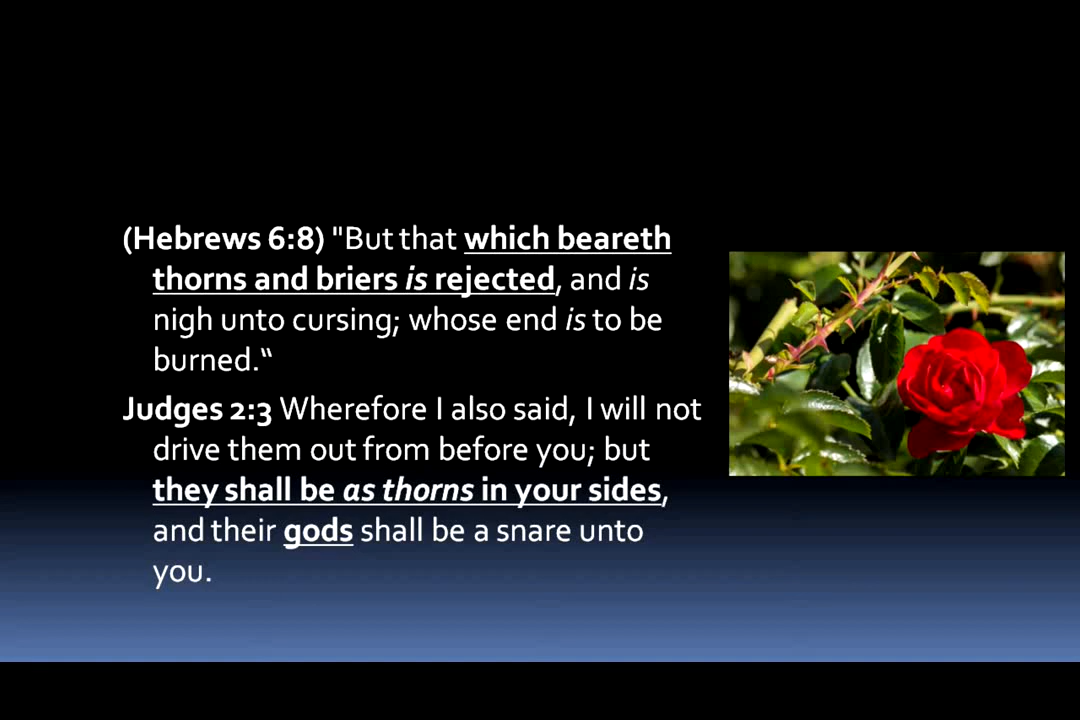 (Hebrews 6:8) "But that which beareth
thorns and briers is rejected, and is
nigh unto cursing; whose end is to be
burned.“
Judges 2:3 Wherefore I also said, I will not
drive them out from before you; but
they shall be as thorns in your sides,
and their gods shall be a snare unto
you.